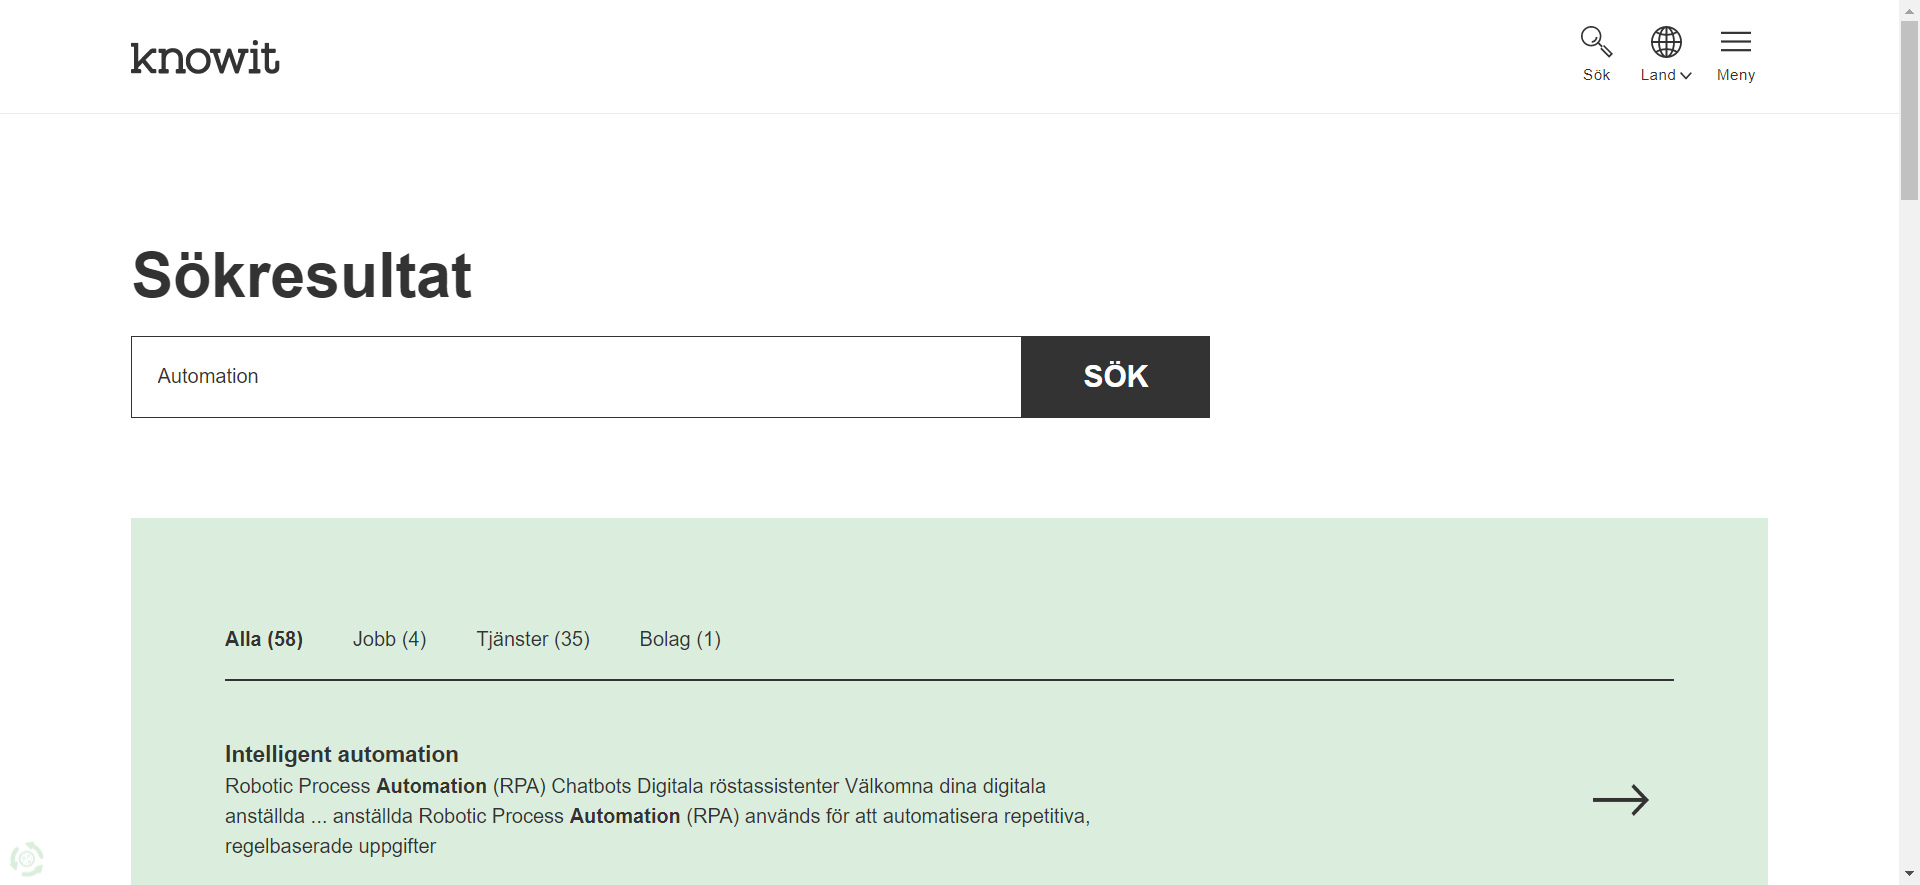 knowit
Sök
Land
Meny
Sökresultat
Automation
SÖK
Alla (58)
Jobb (4)
Tjänster (35)
Bolag (1)
Intelligent automation
Robotic Process Automation (RPA) Chatbots Digitala röstassistenter Välkomna dina digitala
anställda ... anställda Robotic Process Automation (RPA) används för att automatisera repetitiva,
regelbaserade uppgifter